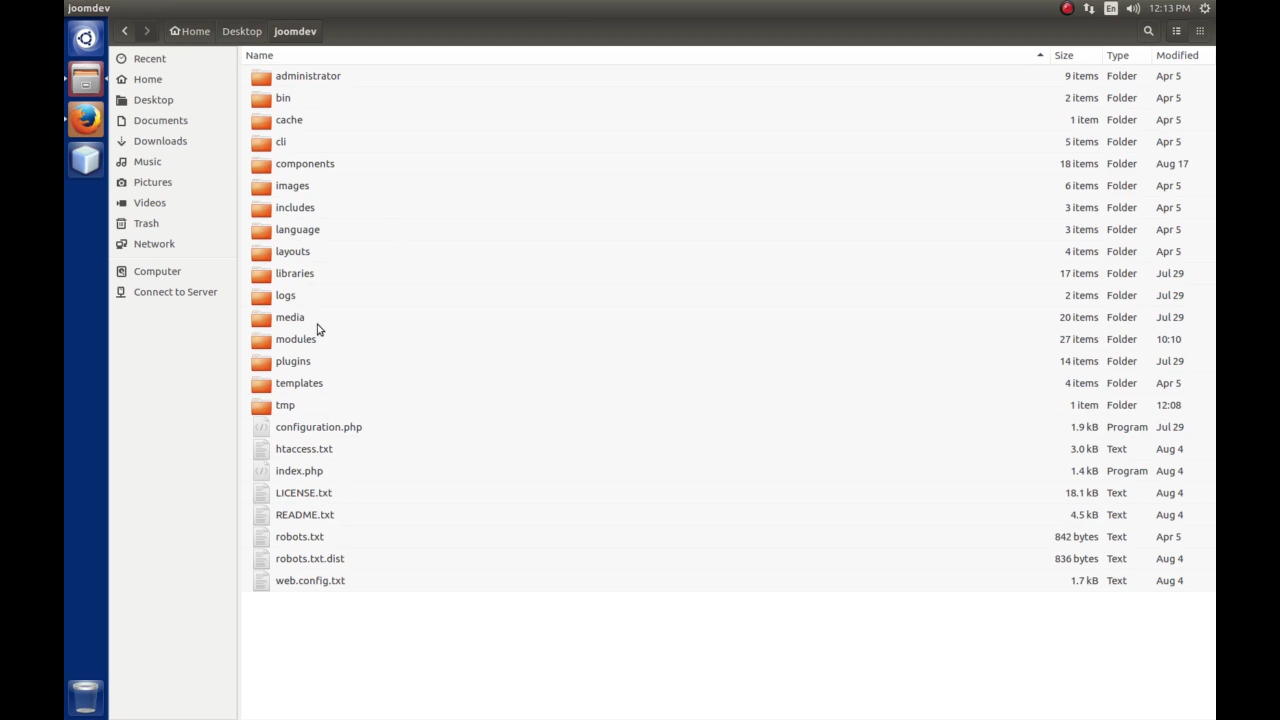 joomdev
En
12:13 PM
Home
Desktop
joomdev
Recent
Home
Desktop
Documents
Downloads
Music
Pictures
Videos
Trash
Network
Computer
Connect to Server
Name Size Type Modified
administrator 9 items Folder Apr 5
bin 2 items Folder Apr 5
cache 1 item Folder Apr 5
cli 5 items Folder Apr 5
components 18 items Folder Aug 17
images 6 items Folder Apr 5
includes 3 items Folder Apr 5
language 3 items Folder Apr 5
layouts 4 items Folder Apr 5
libraries 17 items Folder Jul 29
logs 2 items Folder Jul 29
media 20 items Folder Jul 29
modules 27 items Folder 10:10
plugins 14 items Folder Jul 29
templates 4 items Folder Apr 5
tmp 1 item Folder 12:08
configuration.php 1.9 kB Program Jul 29
htaccess.txt 3.0 kB Text Aug 4
index.php 1.4 kB Program Aug 4
LICENSE.txt 18.1 kB Text Aug 4
README.txt 4.5 kB Text Aug 4
robots.txt 842 bytes Text Apr 5
robots.txt.dist 836 bytes Text Aug 4
web.config.txt 1.7 kB Text Aug 4